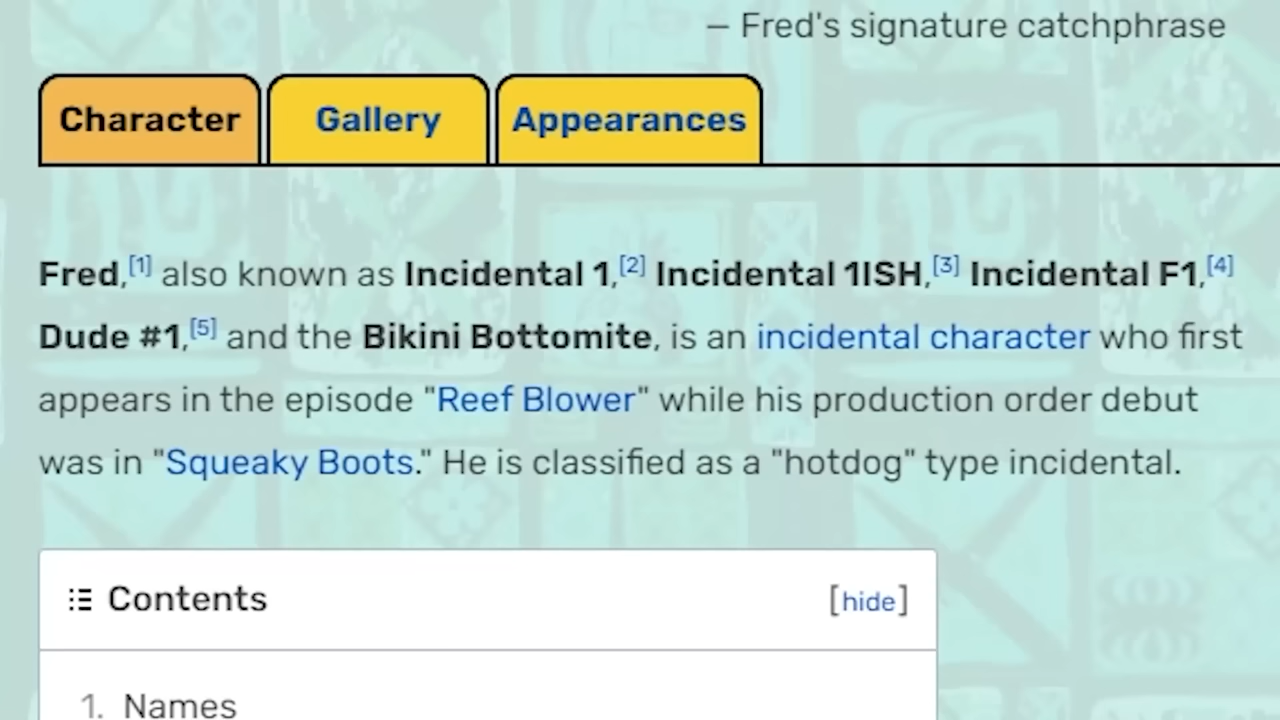 — Fred's signature catchphrase
Character Gallery Appearances
Fred,[1] also known as Incidental 1,[2] Incidental 1ISH,[3] Incidental F1,[4]
Dude #1,[5] and the Bikini Bottomite, is an incidental character who first
appears in the episode "Reef Blower" while his production order debut
was in "Squeaky Boots." He is classified as a "hotdog" type incidental.
Contents [hide]
1. Names